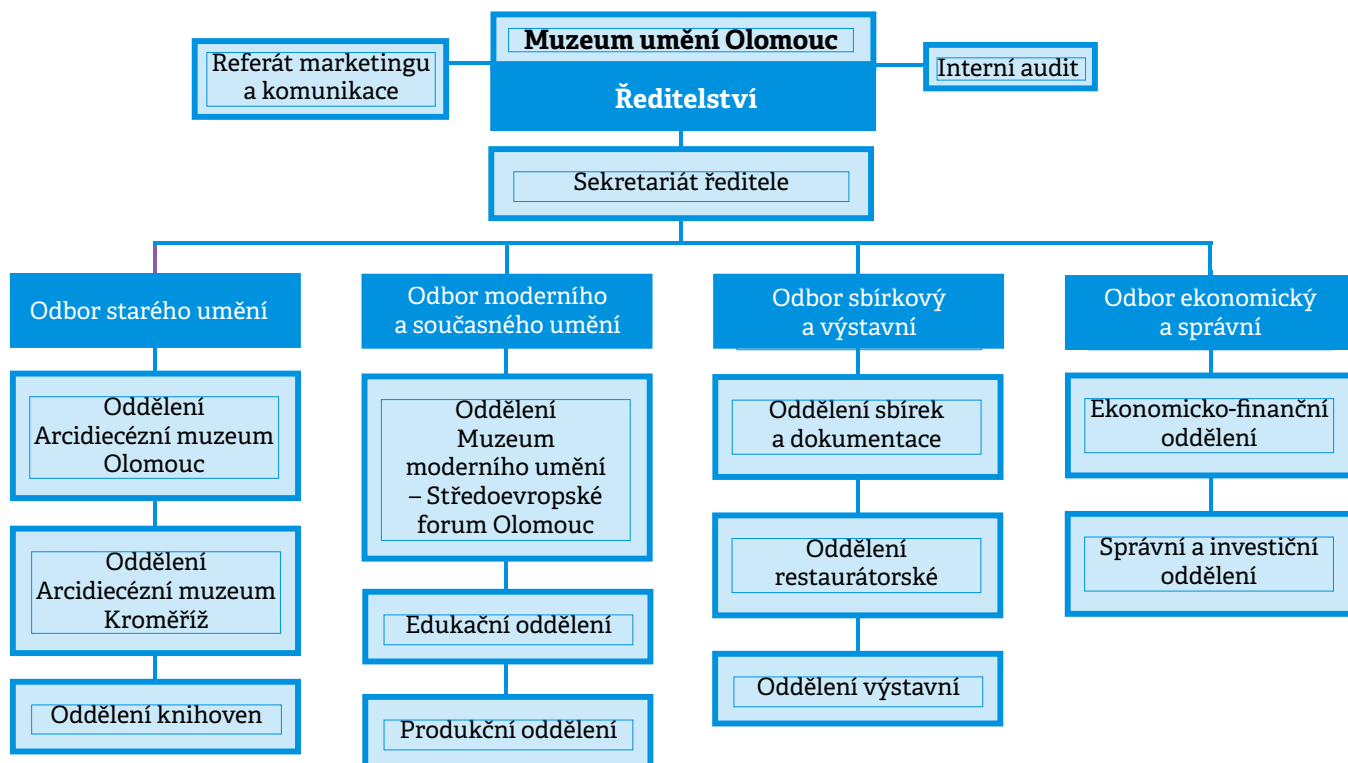 Muzeum umění Olomouc
Ředitelství
Referát marketingu
a komunikace
Interní audit
Sekretariát ředitele
Odbor starého umění
Oddělení
Arcidiecézní muzeum
Olomouc
Oddělení
Arcidiecézní muzeum
Kroměříž
Oddělení knihoven
Odbor moderního
a současného umění
Oddělení
Muzeum
moderního umění
– Středoevropské
forum Olomouc
Edukační oddělení
Produkční oddělení
Odbor sbírkový
a výstavní
Oddělení sbírek
a dokumentace
Oddělení
restaurátorské
Oddělení výstavní
Odbor ekonomický
a správní
Ekonomicko-finanční
oddělení
Správní a investiční
oddělení